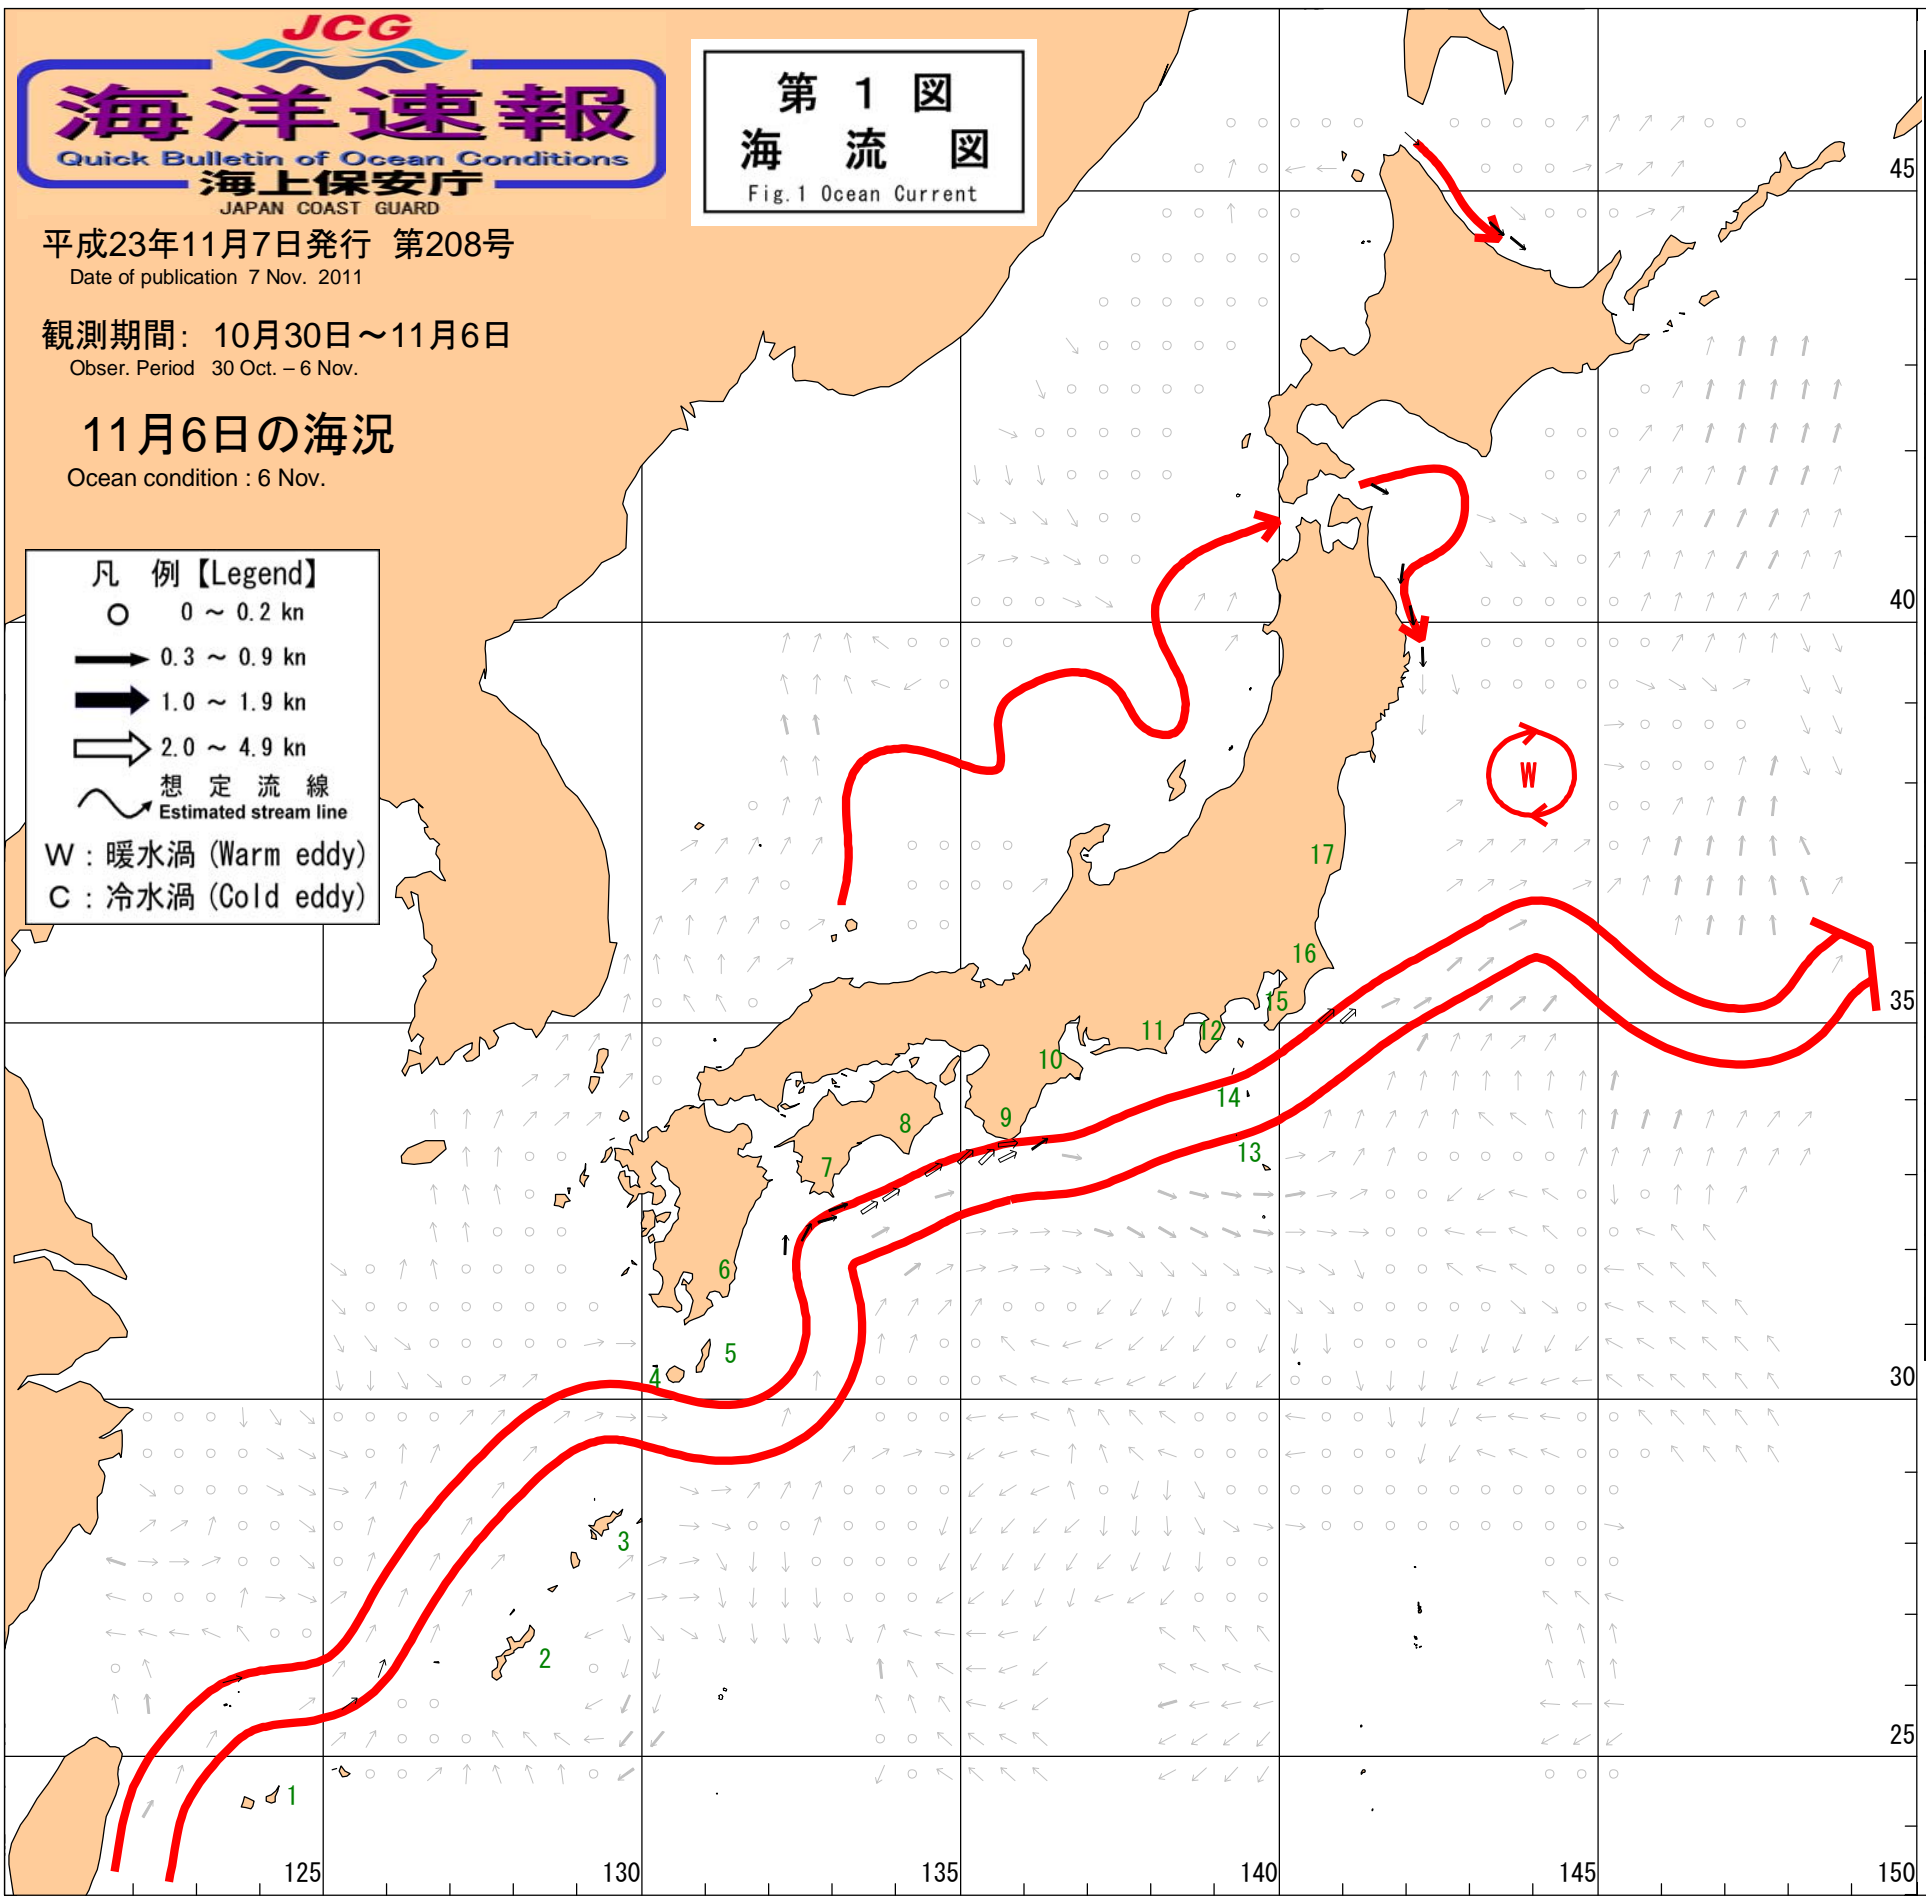 JCG
海洋速報
Quick Bulletin of Ocean Conditions
海上保安庁
JAPAN COAST GUARD
平成23年11月7日発行 第208号
Date of publication 7 Nov. 2011
観測期間: 10月30日～11月6日
Obser. Period 30 Oct. – 6 Nov.
11月6日の海況
Ocean condition : 6 Nov.
第 1 図
海 流 図
Fig.1 Ocean Current
凡 例【Legend】
0 ～ 0.2 kn
0.3 ～ 0.9 kn
1.0 ～ 1.9 kn
2.0 ～ 4.9 kn
想 定 流 線
Estimated stream line
W : 暖水渦 (Warm eddy)
C : 冷水渦 (Cold eddy)
45
40
W
17
16
15
35
12
11
10
14
9
8
13
7
6
5
4
30
3
2
25
1
125
130
135
140
145
150